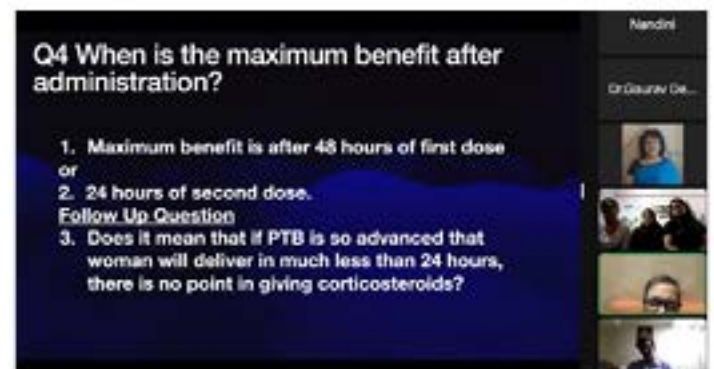 Q4 When is the maximum benefit after
administration?
1. Maximum benefit is after 48 hours of first dose
or
2. 24 hours of second dose.
Follow Up Question
3. Does it mean that if PTB is so advanced that
woman will deliver in much less than 24 hours,
there is no point in giving corticosteroids?
Nandini
Dr.Gaurav De...